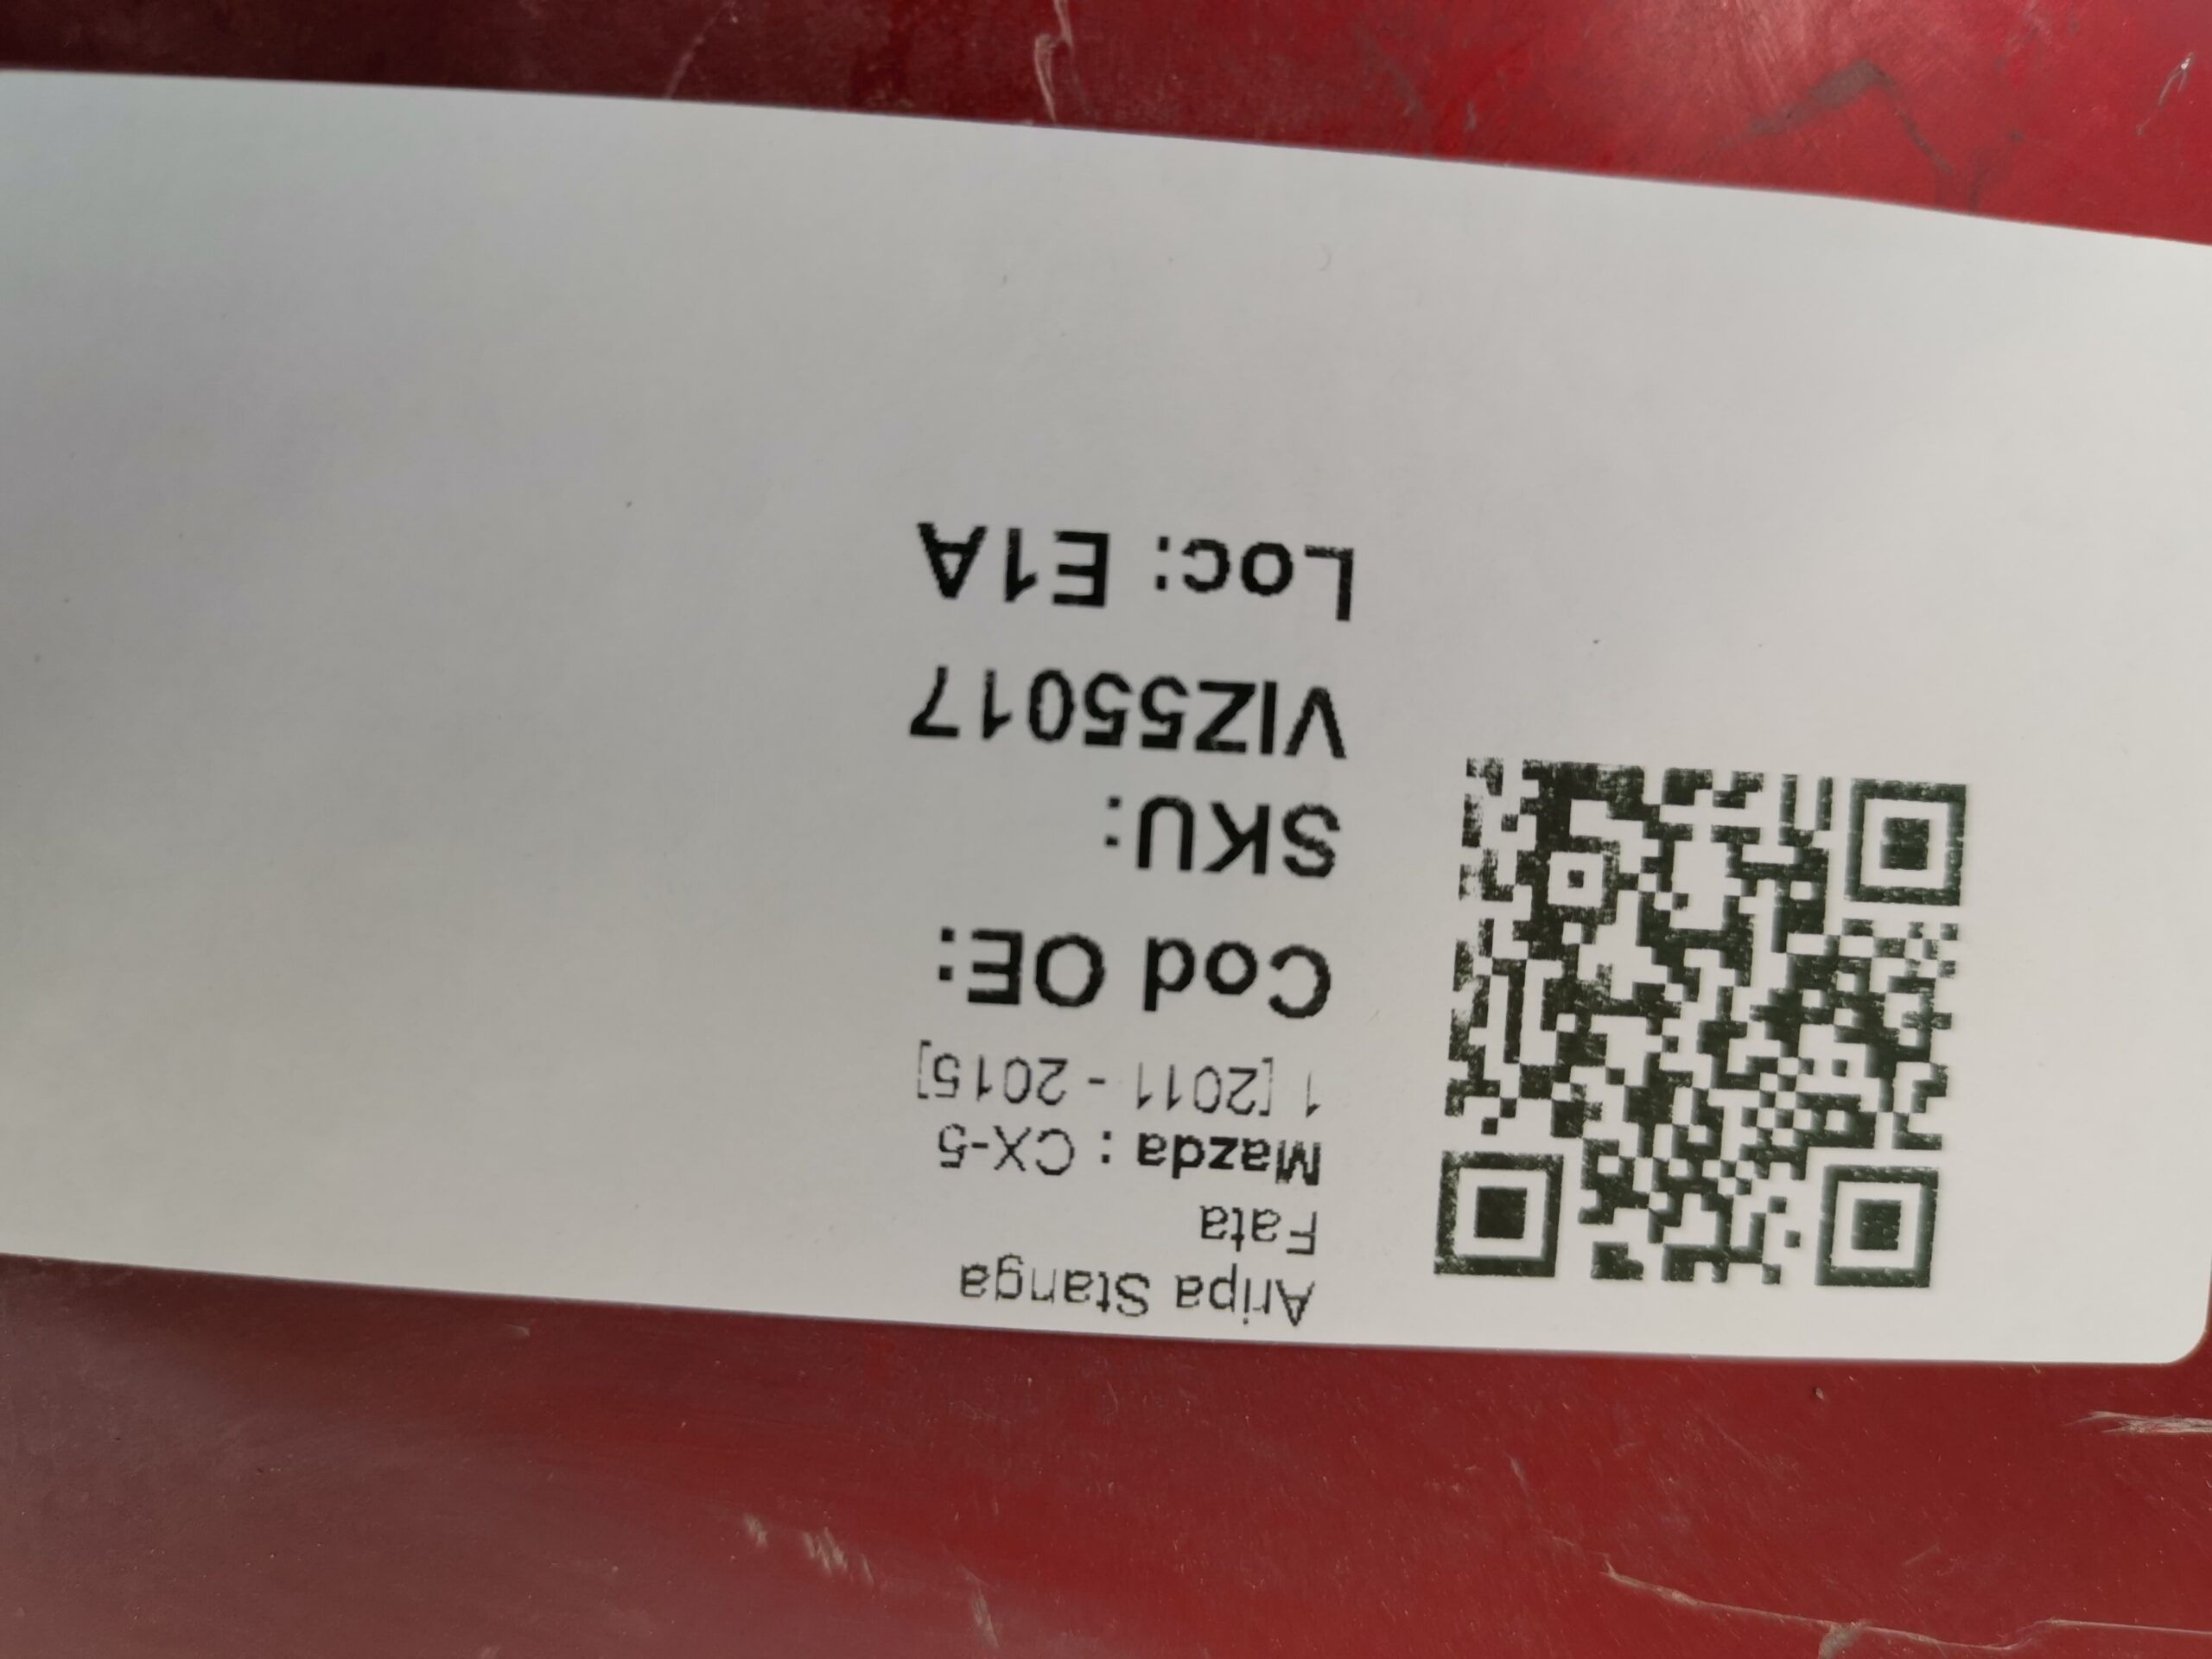 Aripa Stanga
Fata
Mazda : CX-5
1 [2011 - 2015]
Cod OE:
SKU:
VIZ55017
Loc: E1A